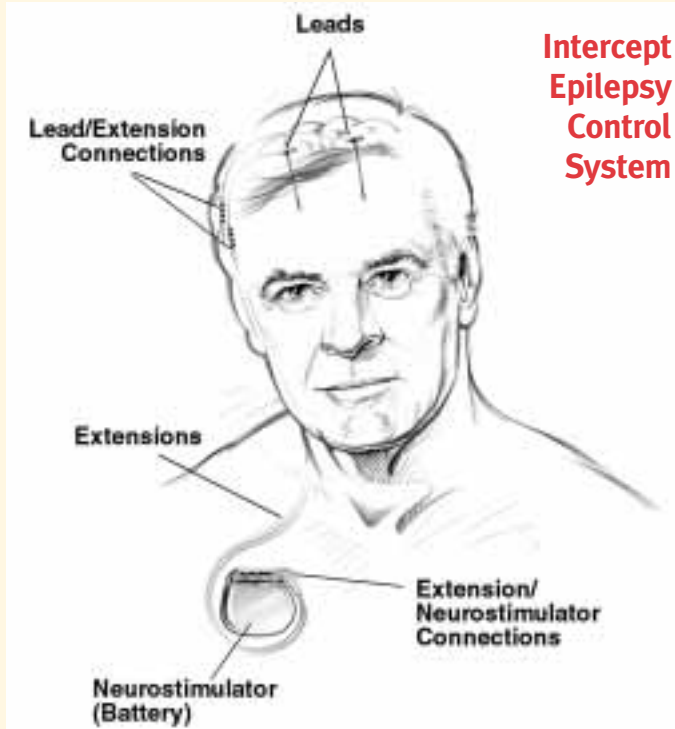 Leads
Intercept
Epilepsy
Control
System
Lead/Extension
Connections
Extensions
Extension/
Neurostimulator
Connections
Neurostimulator
(Battery)